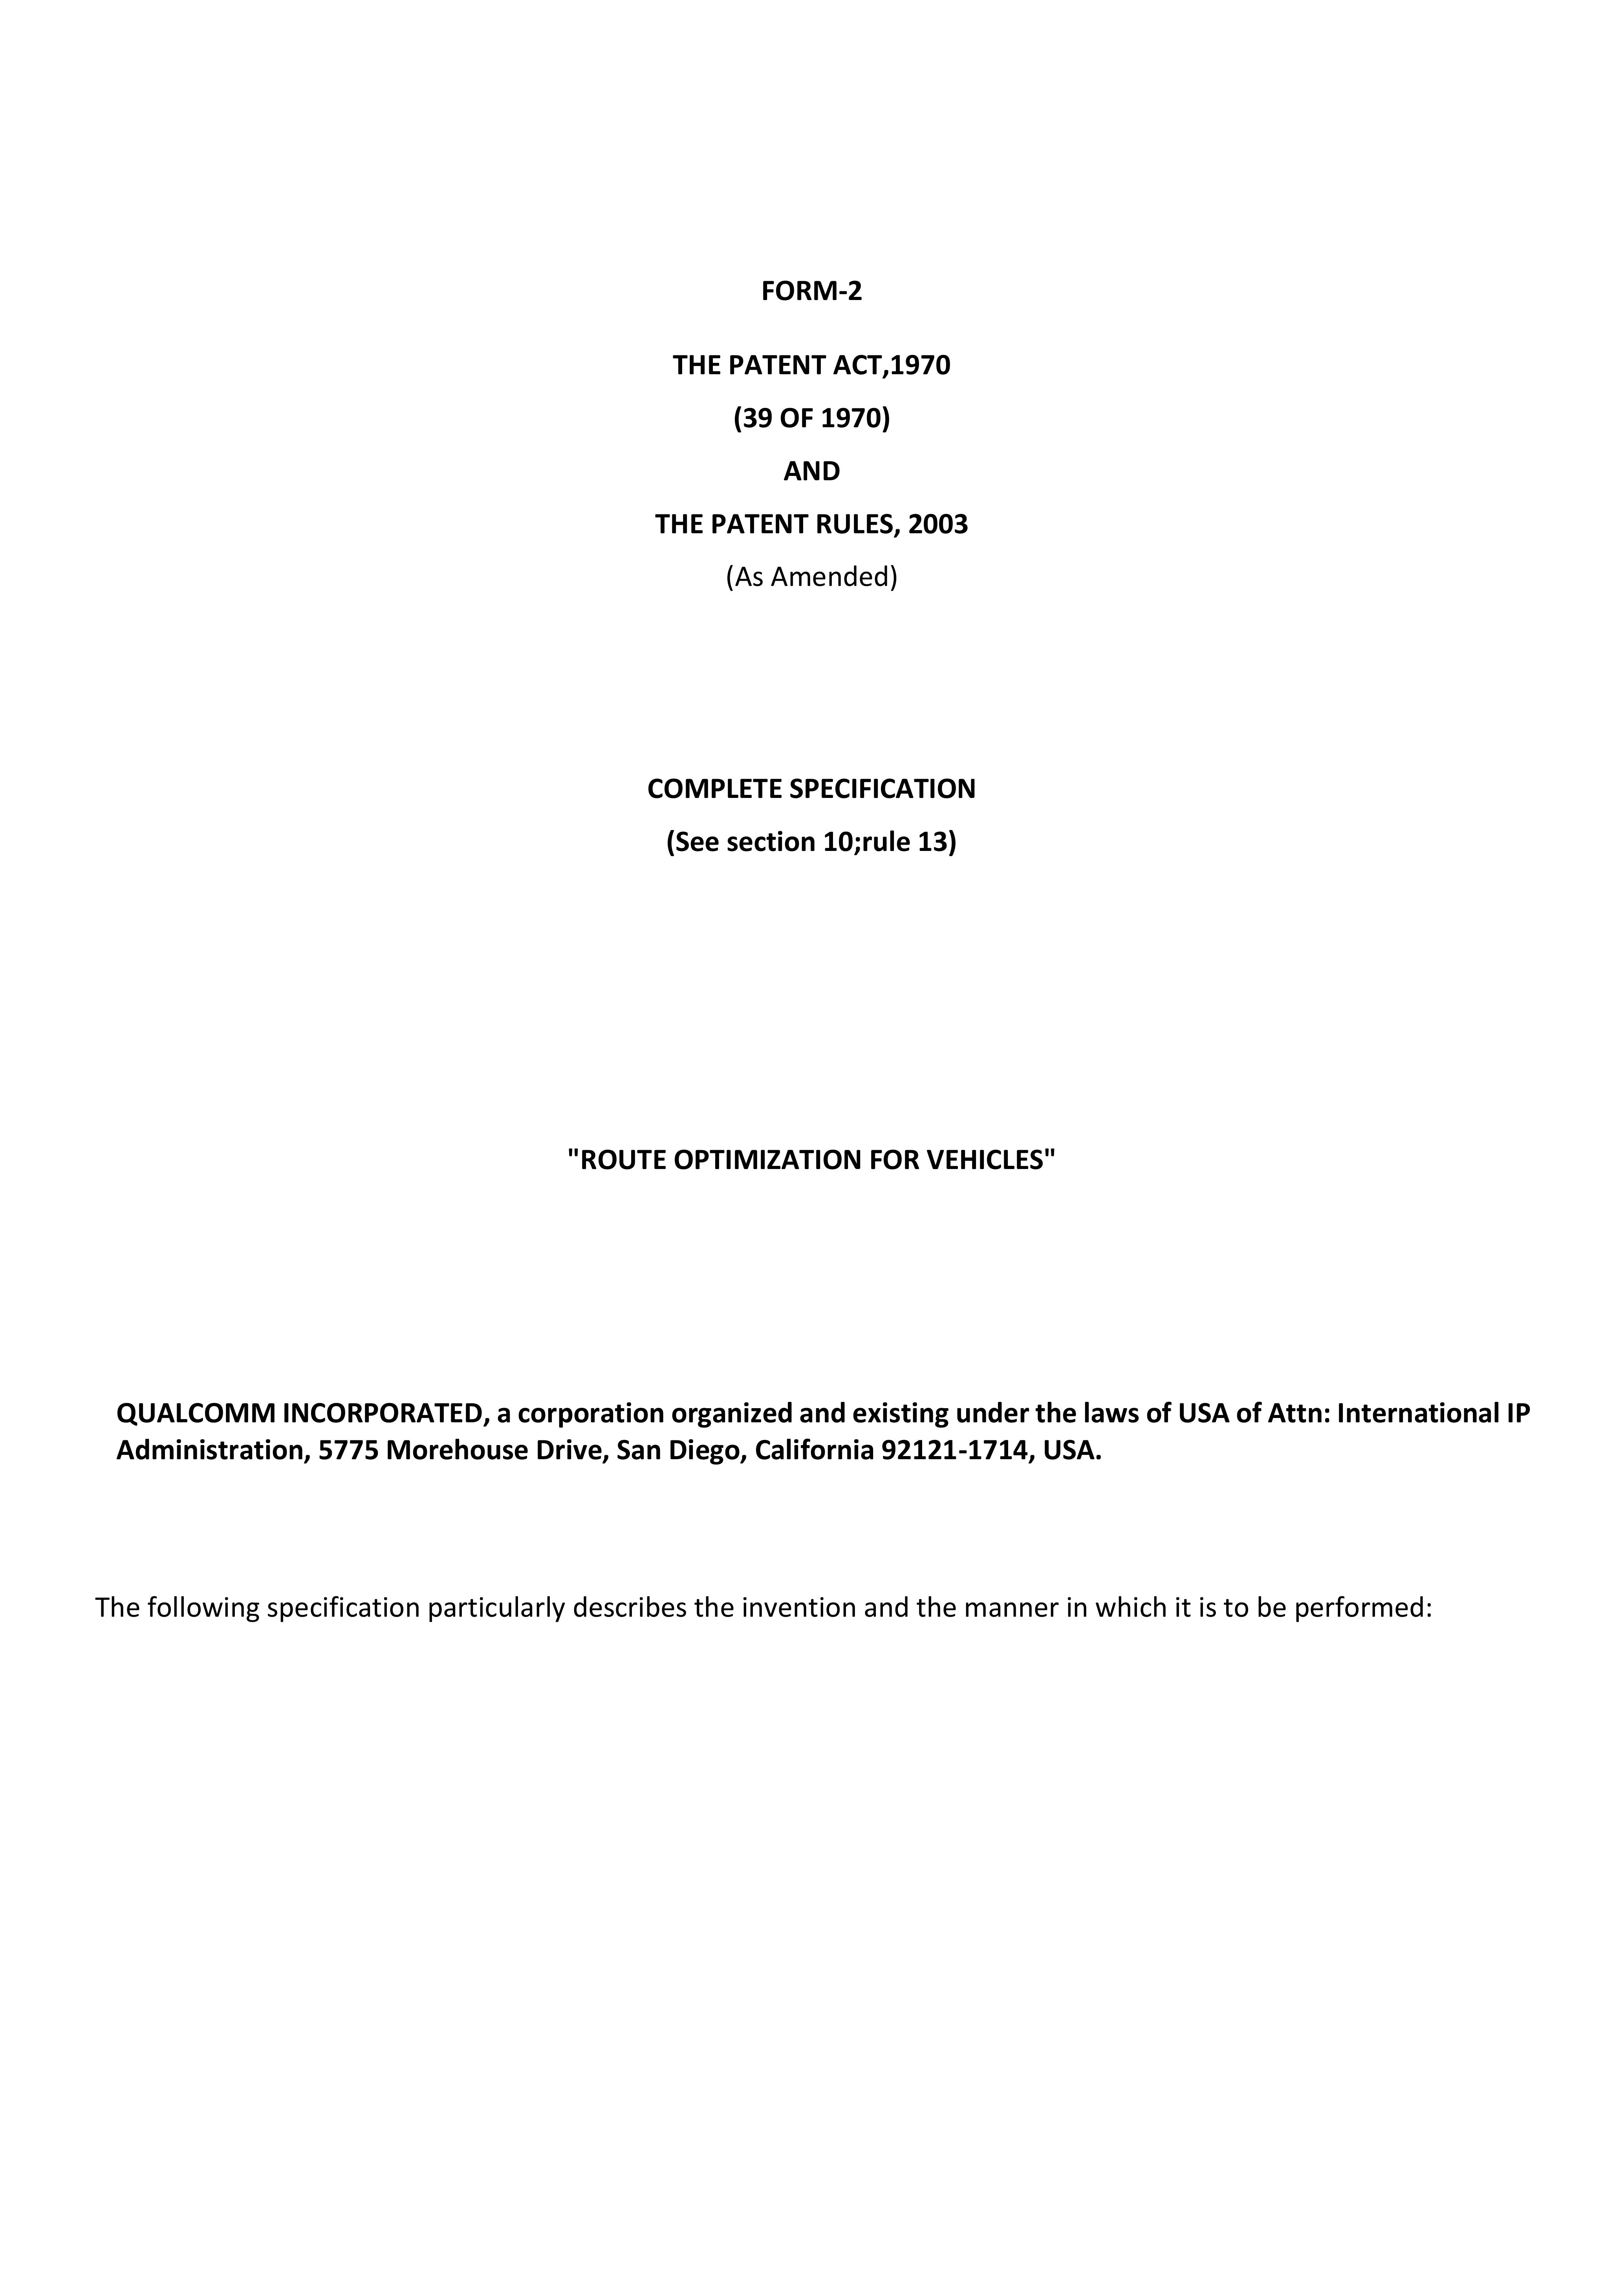 FORM-2
THE PATENT ACT,1970
(39 OF 1970)
AND
THE PATENT RULES, 2003
(As Amended)
COMPLETE SPECIFICATION
(See section 10;rule 13)
"ROUTE OPTIMIZATION FOR VEHICLES"
QUALCOMM INCORPORATED, a corporation organized and existing under the laws of USA of Attn: International IP
Administration, 5775 Morehouse Drive, San Diego, California 92121-1714, USA.
The following specification particularly describes the invention and the manner in which it is to be performed: